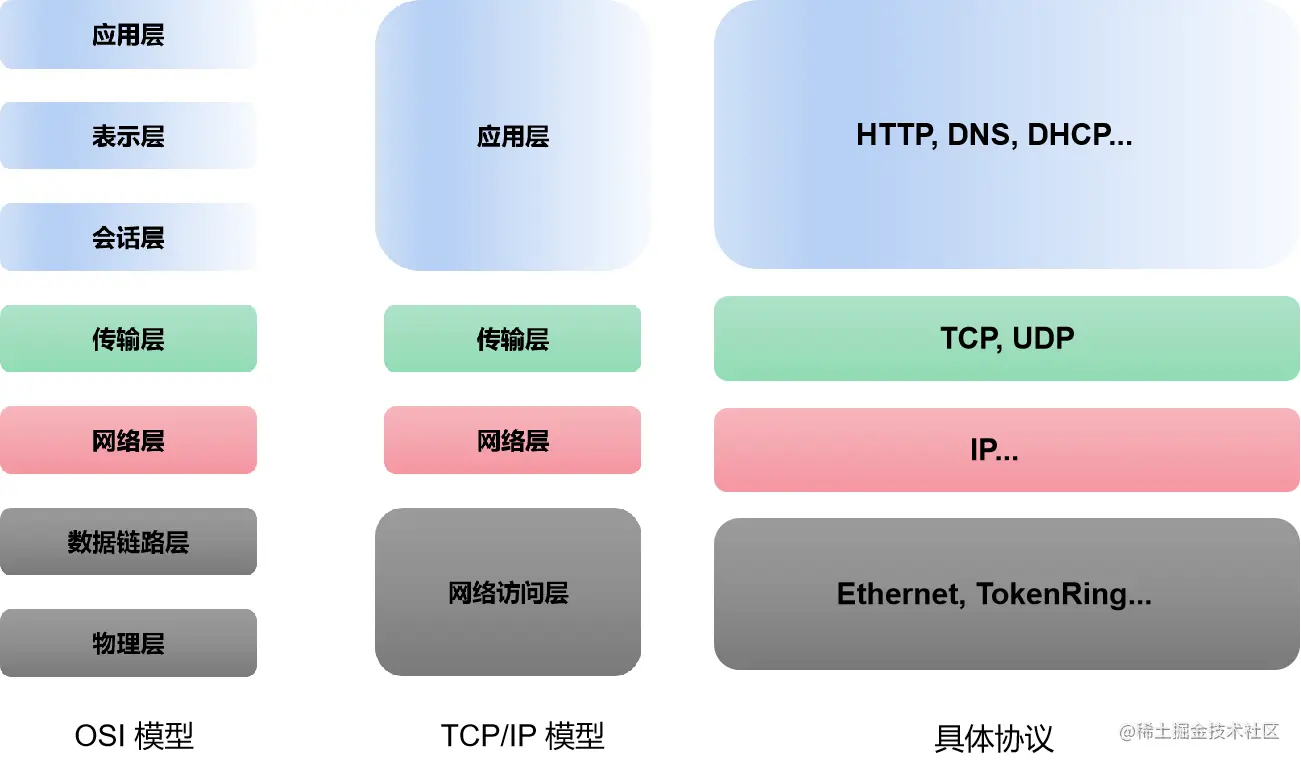 应用层
表示层
会话层
传输层
网络层
数据链路层
物理层
OSI 模型
应用层
传输层
网络层
网络访问层
TCP/IP 模型
HTTP, DNS, DHCP...
TCP, UDP
IP...
Ethernet, TokenRing...
具体协议
@稀土掘金技术社区